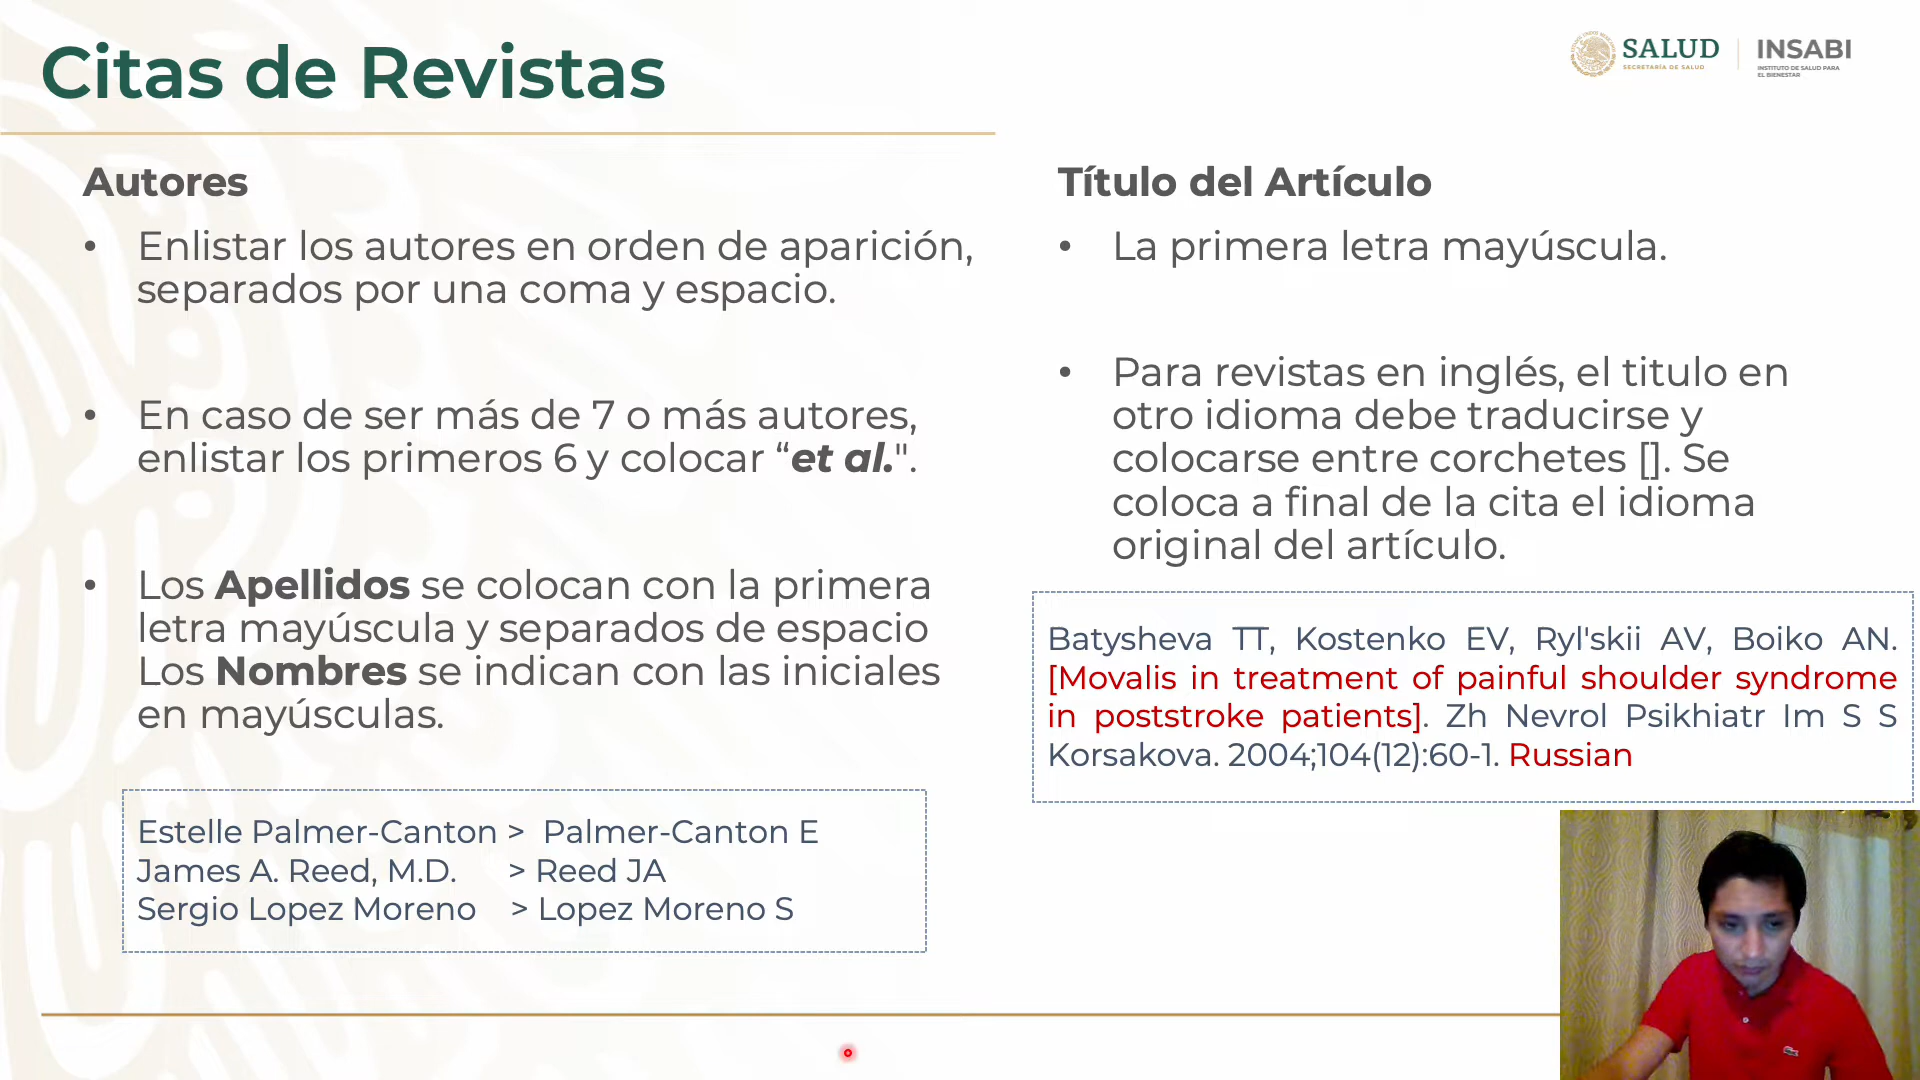 Citas de Revistas
SALUD
SECRETARÍA DE SALUD
INSABI
INSTITUTO DE SALUD PARA
EL BIENESTAR
Autores
• Enlistar los autores en orden de aparición,
separados por una coma y espacio.
• En caso de ser más de 7 o más autores,
enlistar los primeros 6 y colocar “et al.".
• Los Apellidos se colocan con la primera
letra mayúscula y separados de espacio
Los Nombres se indican con las iniciales
en mayúsculas.
Estelle Palmer-Canton > Palmer-Canton E
James A. Reed, M.D. > Reed JA
Sergio Lopez Moreno > Lopez Moreno S
Título del Artículo
• La primera letra mayúscula.
• Para revistas en inglés, el titulo en
otro idioma debe traducirse y
colocarse entre corchetes []. Se
coloca a final de la cita el idioma
original del artículo.
Batysheva TT, Kostenko EV, Ryl'skii AV, Boiko AN.
[Movalis in treatment of painful shoulder syndrome
in poststroke patients]. Zh Nevrol Psikhiatr Im S S
Korsakova. 2004;104(12):60-1. Russian